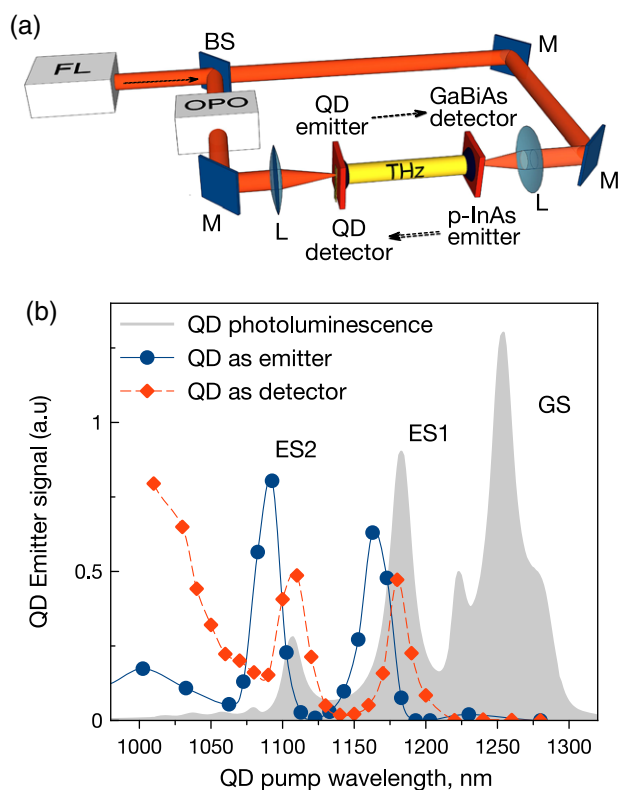 (a)
FL
BS
M
OPO
QD
emitter
GaBiAs
detector
THz
M
L
QD
detector
p-InAs
emitter
L
M
(b)
QD photoluminescence
QD as emitter
QD as detector
GS
ES1
ES2
QD Emitter signal (a.u)
1
0.5
0
1000 1050 1100 1150 1200 1250 1300
QD pump wavelength, nm